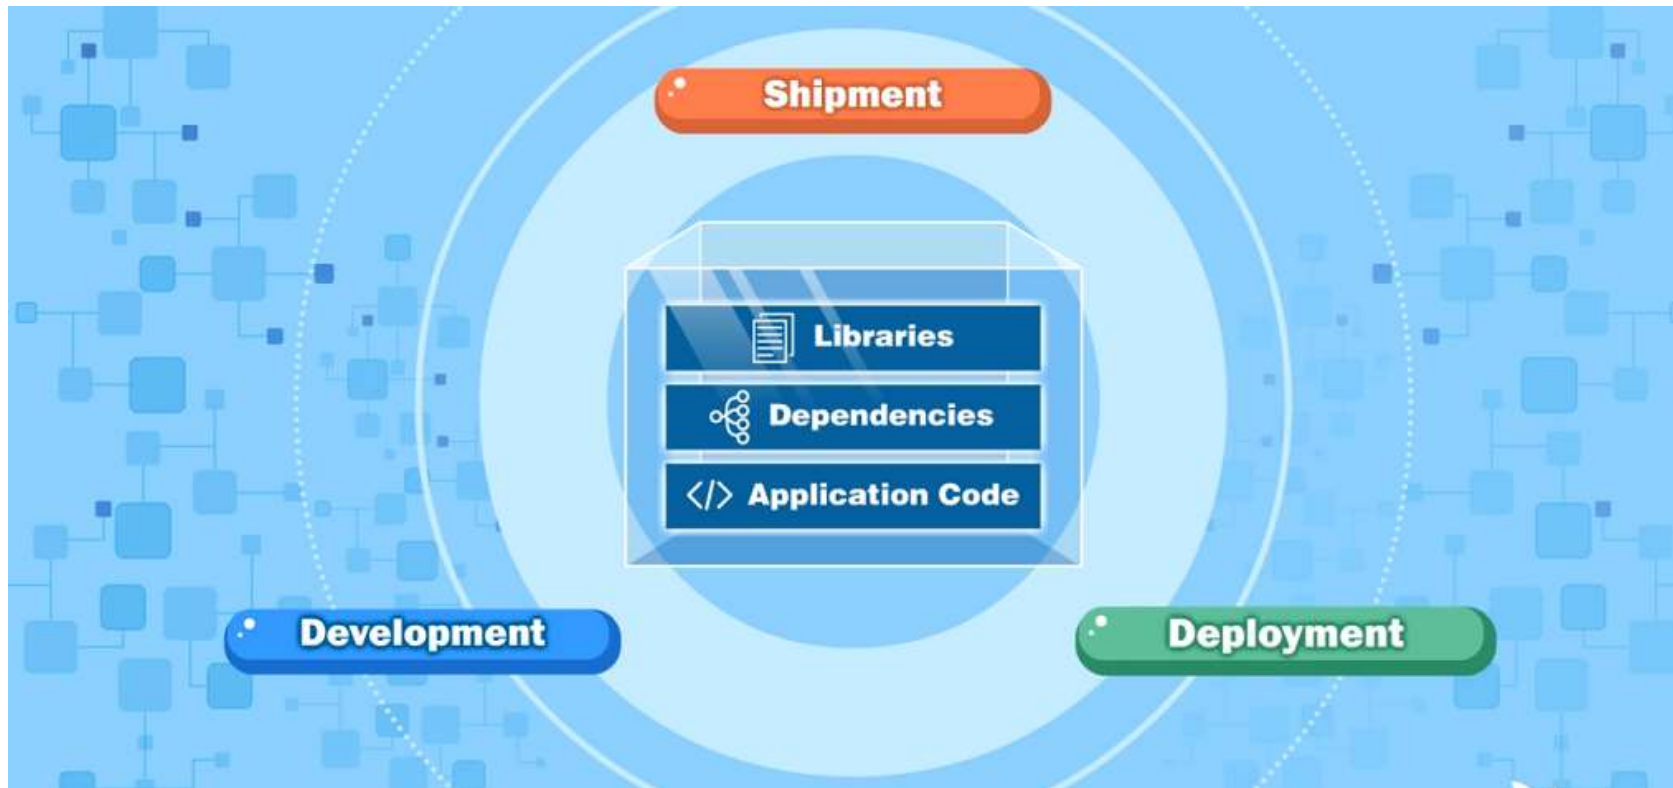 Shipment
Libraries
Dependencies
</> Application Code
Development
Deployment